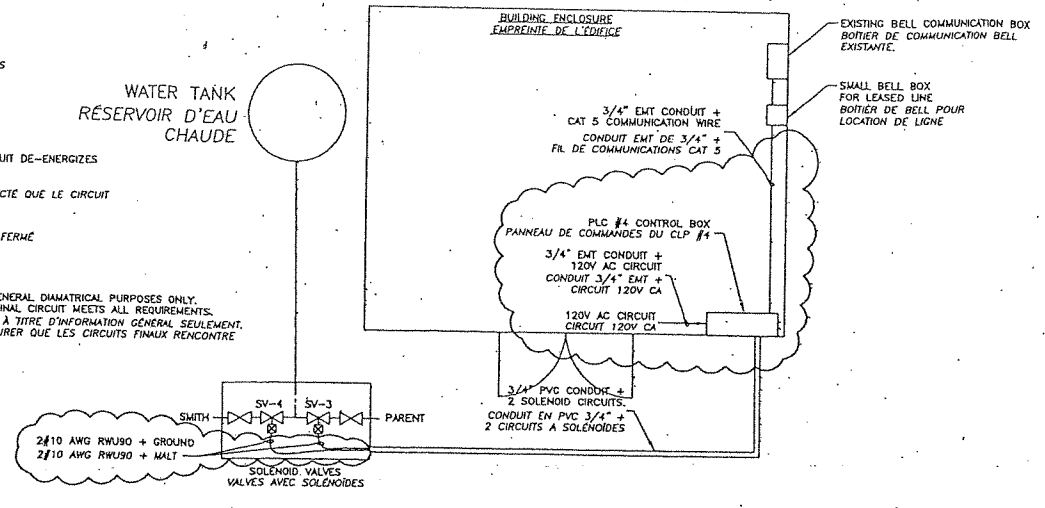 BUILDING ENCLOSURE
EMPREINTE DE L'ÉDIFICE
EXISTING BELL COMMUNICATION BOX
BOÎTIER DE COMMUNICATION BELL
EXISTANTE.
SMALL BELL BOX
FOR LEASED LINE
BOÎTIER DE BELL POUR
LOCATION DE LIGNE
WATER TANK
RÉSERVOIR D'EAU
CHAUDE
3/4" EMT CONDUIT +
CAT 5 COMMUNICATION WIRE
CONDUIT EMT DE 3/4" +
FIL DE COMMUNICATIONS CAT 5
UIT DE-ENERGIZES
CTÉ QUE LE CIRCUIT
FERMÉ
PLC #4 CONTROL BOX
PANNEAU DE COMMANDES DU CLP #4
3/4" EMT CONDUIT +
120V AC CIRCUIT
CONDUIT 3/4" EMT +
CIRCUIT 120V CA
120V AC CIRCUIT
CIRCUIT 120V CA
ENERAL DIAMATRICAL PURPOSES ONLY.
INAL CIRCUIT MEETS ALL REQUIREMENTS.
À TITRE D'INFORMATION GÉNÉRAL SEULEMENT.
URER QUE LES CIRCUITS FINAUX RENCONTRE
3/4" PVC CONDUIT +
2 SOLENOID CIRCUITS.
CONDUIT EN PVC 3/4" +
2 CIRCUITS A SOLÉNOÏDES
SV-4
SV-3
SMITH
PARENT
2#10 AWG RWU90 + GROUND
2#10 AWG RWU90 + MALT
SOLENOID VALVES
VALVES AVEC SOLÉNOÏDES